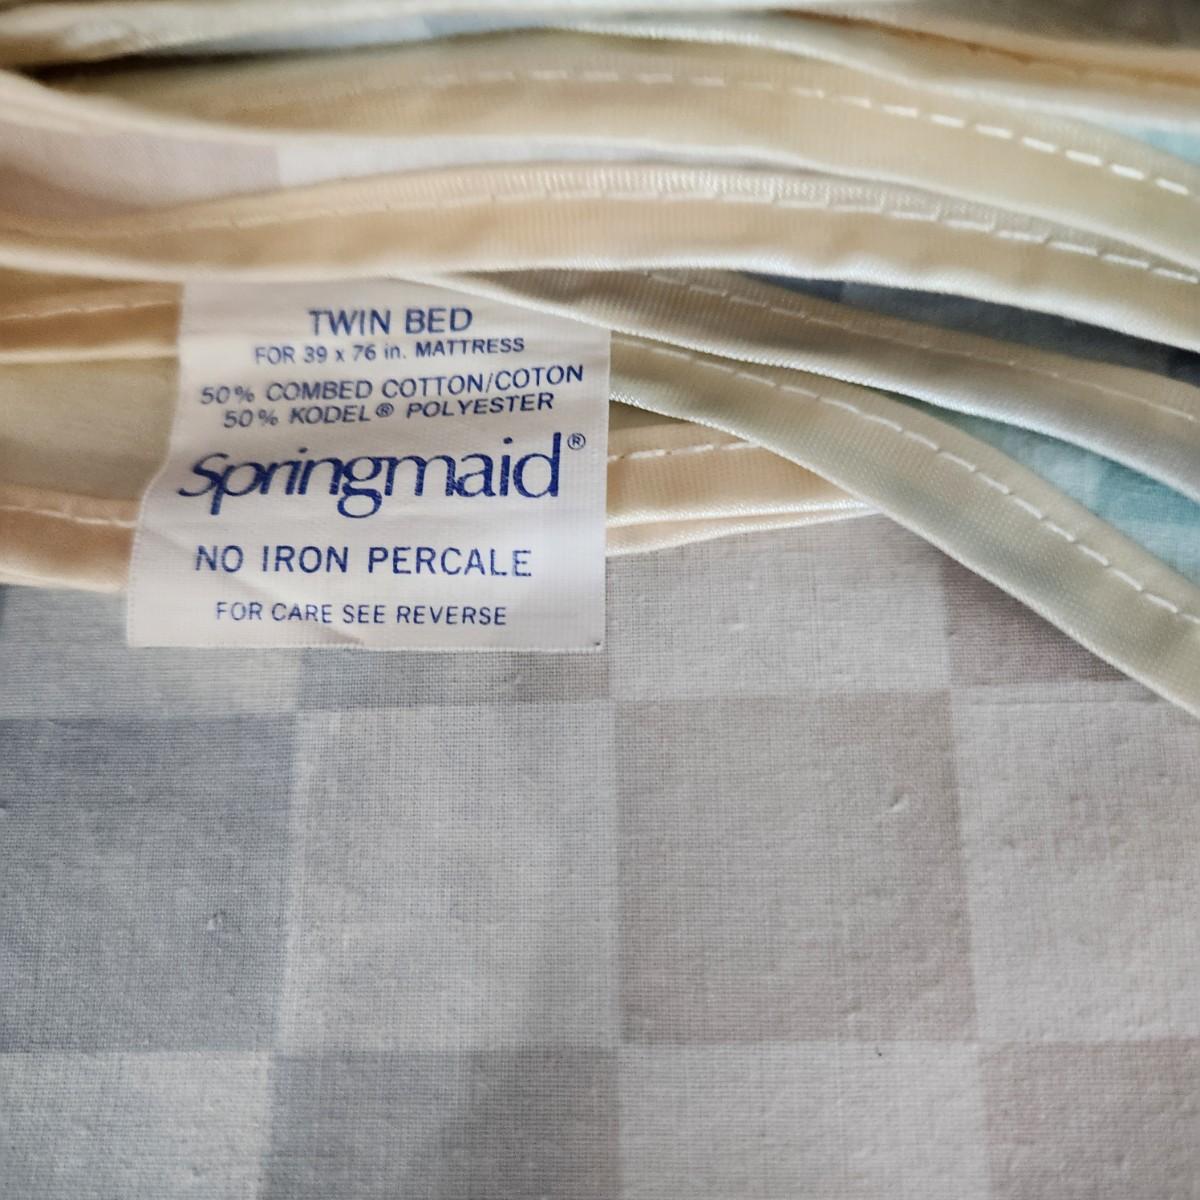 TWIN BED
FOR 39 x 76 in. MATTRESS
50% COMBED COTTON/COTON
50% KODEL® POLYESTER
Springmaid®
NO IRON PERCALE
FOR CARE SEE REVERSE